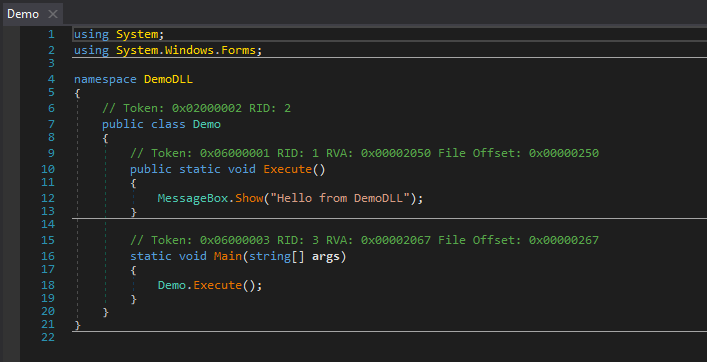 Demo
1 using System;
2 using System.Windows.Forms;
3
4 namespace DemoDLL
5 {
6 // Token: 0x02000002 RID: 2
7 public class Demo
8 {
9 // Token: 0x06000001 RID: 1 RVA: 0x00002050 File Offset: 0x00000250
10 public static void Execute()
11 {
12 MessageBox.Show("Hello from DemoDLL");
13 }
14
15 // Token: 0x06000003 RID: 3 RVA: 0x00002067 File Offset: 0x00000267
16 static void Main(string[] args)
17 {
18 Demo.Execute();
19 }
20 }
21 }
22